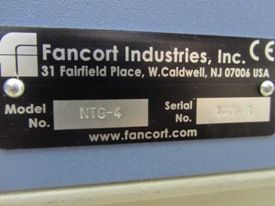 Fancort Industries, Inc. CE
31 Fairfield Place, W.Caldwell, NJ 07006 USA
Model No. NTG-4 Serial No.
www.fancort.com